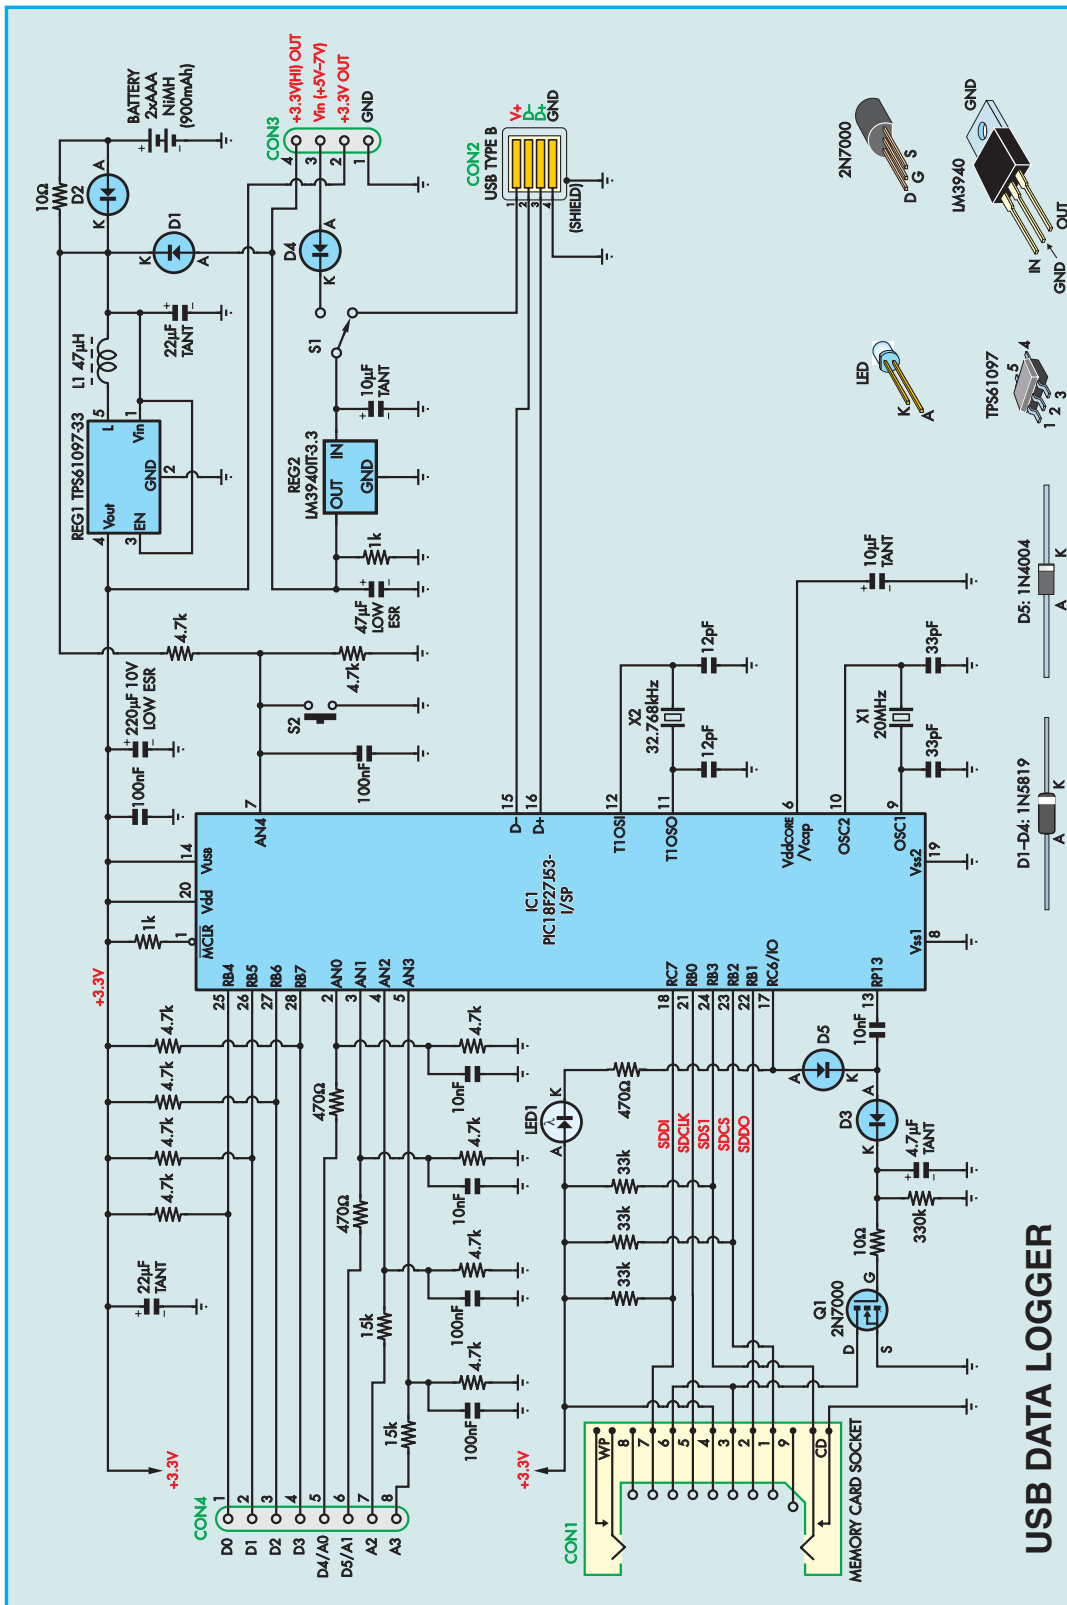 USB DATA LOGGER
CON4
D0 1
D1 2
D2 3
D3 4
D4/A0 5
D5/A1 6
A2 7
A3 8
+3.3V
+3.3V
22µF
TANT
+
–
4.7k
4.7k
4.7k
4.7k
1k
100nF
220µF 10V
LOW ESR
+
–
470Ω
470Ω
15k
15k
10nF
4.7k
10nF
4.7k
100nF
4.7k
100nF
4.7k
IC1
PIC18F27J53-
I/SP
MCLR 1
Vdd 20
VUSB 14
AN4 7
25 RB4
26 RB5
27 RB6
28 RB7
2 AN0
3 AN1
4 AN2
5 AN3
18 RC7
21 RB0
24 RB3
23 RB2
22 RB1
17 RC6/IO
13 RP13
D– 15
D+ 16
T1OSI 12
T1OSO 11
VddCORE
/Vcap
6
OSC2 10
OSC1 9
Vss1
8
Vss2
19
100nF
S2
4.7k
4.7k
REG1 TPS61097-33
4 Vout
3 EN
GND 2
Vin 1
L 5
L1 47µH
22µF
TANT
+
–
10Ω
D2
A
K
D1
K
A
BATTERY
2xAAA
NiMH
(900mAh)
+
–
CON3
4 +3.3V(HI) OUT
3 Vin (+5V–7V)
2 +3.3V OUT
1 GND
D4
A
K
S1
REG2
LM3940IT-3.3
OUT
IN
GND
10µF
TANT
+
–
1k
47µF
LOW
ESR
+
–
CON2
USB TYPE B
1 V+
2 D–
3 D+
4 GND
(SHIELD)
X2
32.768kHz
12pF
12pF
10µF
TANT
+
–
X1
20MHz
33pF
33pF
+3.3V
LED1
A
K
λ
470Ω
33k
33k
33k
SDDI
SDCLK
SDS1
SDCS
SDDO
D5
A
K
10nF
D3
A
K
4.7µF
TANT
+
–
330k
10Ω
Q1
2N7000
G
D
S
CON1
MEMORY CARD SOCKET
WP
8
7
6
5
4
3
2
1
9
CD
D1–D4: 1N5819
A
K
D5: 1N4004
A
K
LED
K
A
TPS61097
1
2
3
4
5
2N7000
D
G
S
LM3940
GND
IN
GND
OUT